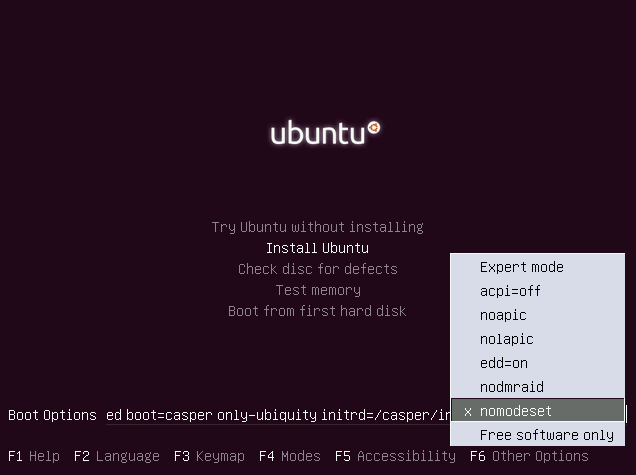 ubuntu
Try Ubuntu without installing
Install Ubuntu
Check disc for defects
Test memory
Boot from first hard disk
Expert mode
acpi=off
noapic
nolapic
edd=on
nodmraid
x nomodeset
Free software only
Boot Options ed boot=casper only-ubiquity initrd=/casper/in
F1 Help F2 Language F3 Keymap F4 Modes F5 Accessibility F6 Other Options